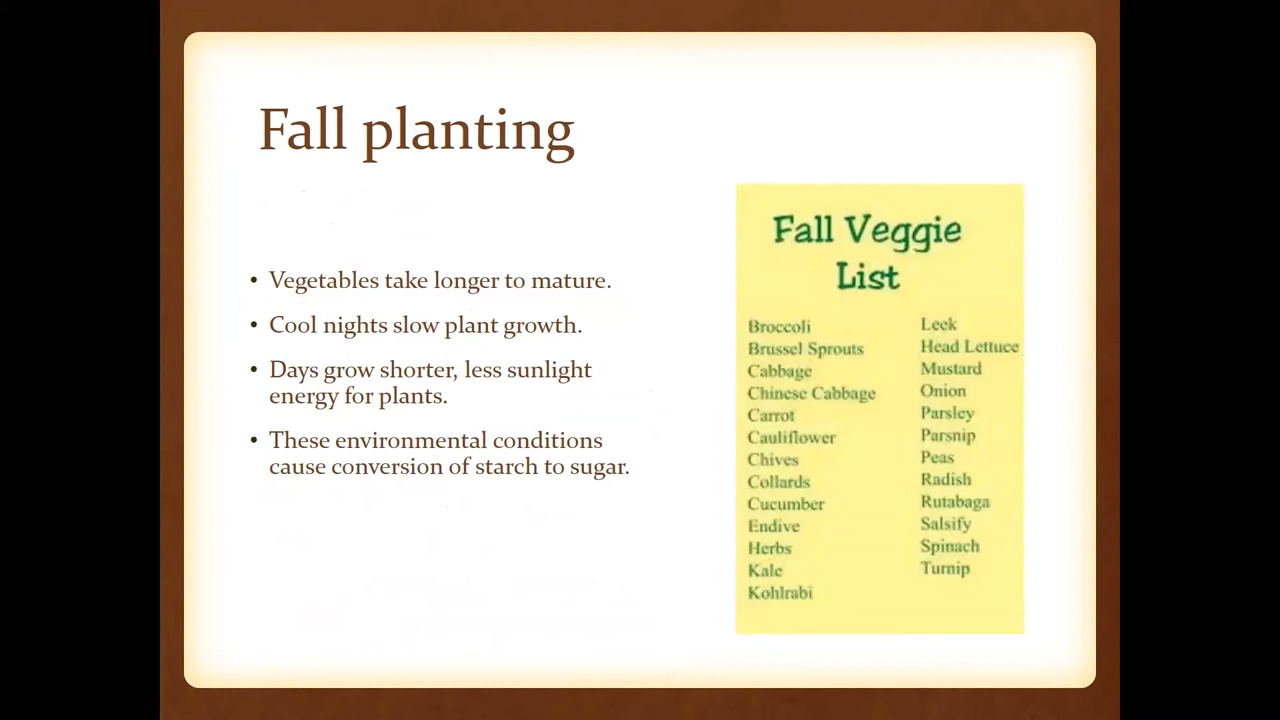 Fall planting
• Vegetables take longer to mature.
• Cool nights slow plant growth.
• Days grow shorter, less sunlight
energy for plants.
• These environmental conditions
cause conversion of starch to sugar.
Fall Veggie
List
Broccoli
Brussel Sprouts
Cabbage
Chinese Cabbage
Carrot
Cauliflower
Chives
Collards
Cucumber
Endive
Herbs
Kale
Kohlrabi
Leek
Head Lettuce
Mustard
Onion
Parsley
Parsnip
Peas
Radish
Rutabaga
Salsify
Spinach
Turnip